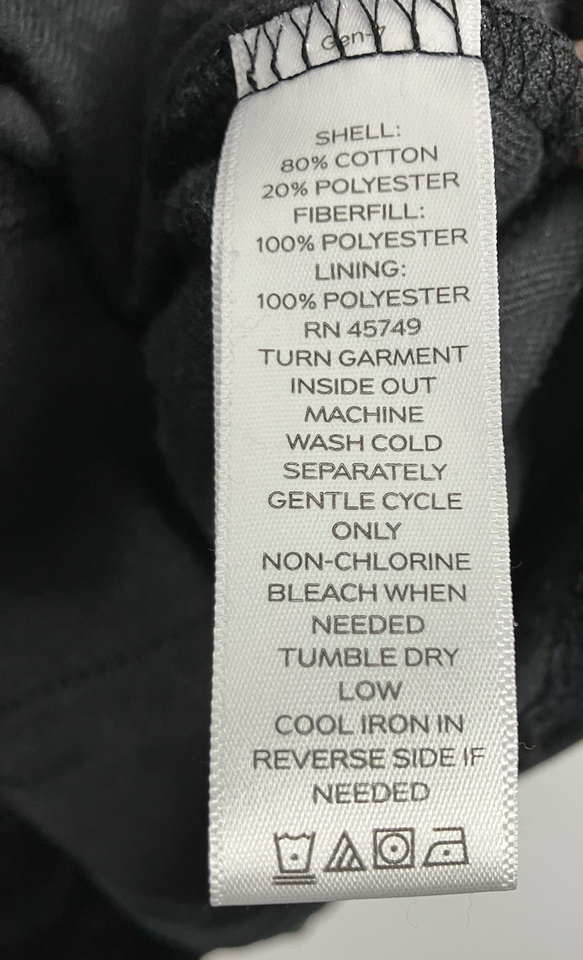 Gen-7
SHELL:
80% COTTON
20% POLYESTER
FIBERFILL:
100% POLYESTER
LINING:
100% POLYESTER
RN 45749
TURN GARMENT
INSIDE OUT
MACHINE
WASH COLD
SEPARATELY
GENTLE CYCLE
ONLY
NON-CHLORINE
BLEACH WHEN
NEEDED
TUMBLE DRY
LOW
COOL IRON IN
REVERSE SIDE IF
NEEDED